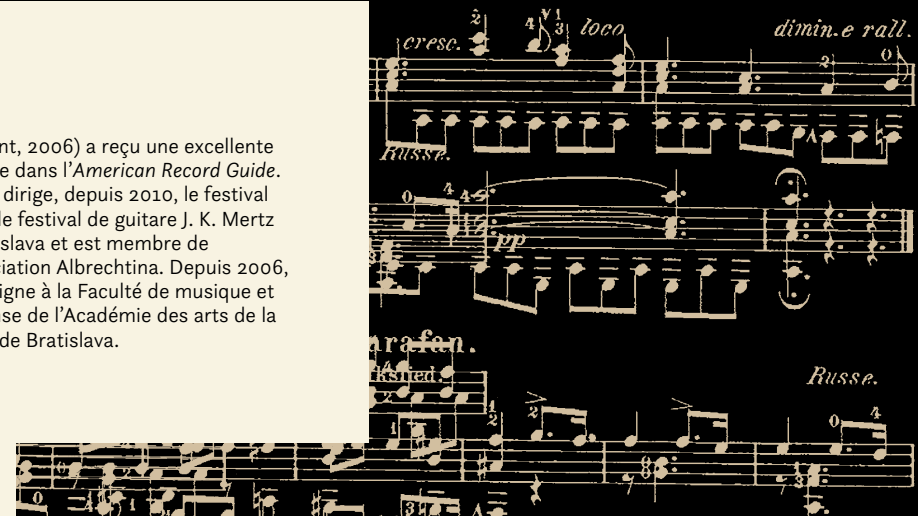 nt, 2006) a reçu une excellente
e dans l’American Record Guide.
dirige, depuis 2010, le festival
le festival de guitare J. K. Mertz
slava et est membre de
ciation Albrechtina. Depuis 2006,
igne à la Faculté de musique et
nse de l’Académie des arts de la
de Bratislava.
cresc.
loco
dimin. e rall.
Russe.
pp
rafan.
Russe.